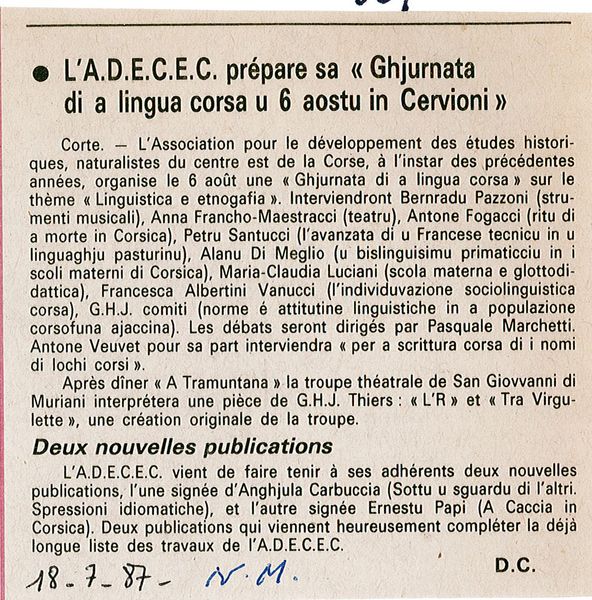 ● L'A.D.E.C.E.C. prépare sa « Ghjurnata
di a lingua corsa u 6 aostu in Cervioni »
Corte. — L'Association pour le développement des études histori-
ques, naturalistes du centre est de la Corse, à l'instar des précédentes
années, organise le 6 août une « Ghjurnata di a lingua corsa » sur le
thème « Linguistica e etnogafia ». Interviendront Bernradu Pazzoni (stru-
menti musicali), Anna Francho-Maestracci (teatru), Antone Fogacci (ritu di
a morte in Corsica), Petru Santucci (l'avanzata di u Francese tecnicu in u
linguaghju pasturinu), Alanu Di Meglio (u bislinguisimu primaticciu in i
scoli materni di Corsica), Maria-Claudia Luciani (scola materna e glottodi-
dattica), Francesca Albertini Vanucci (l'individuvazione sociolinguistica
corsa), G.H.J. comiti (norme é attitutine linguistiche in a populazione
corsofuna ajaccina). Les débats seront dirigés par Pasquale Marchetti.
Antone Veuvet pour sa part interviendra « per a scrittura corsa di i nomi
di lochi corsi ».
Après dîner « A Tramuntana » la troupe théatrale de San Giovvanni di
Muriani interprétera une pièce de G.H.J. Thiers : « L'R » et « Tra Virgu-
lette », une création originale de la troupe.
Deux nouvelles publications
L'A.D.E.C.E.C. vient de faire tenir à ses adhérents deux nouvelles
publications, l'une signée d'Anghjula Carbuccia (Sottu u sguardu di l'altri.
Spressioni idiomatiche), et l'autre signée Ernestu Papi (A Caccia in
Corsica). Deux publications qui viennent heureusement compléter la déjà
longue liste des travaux de l'A.D.E.C.E.C.
D.C.
18-7-87- N.M.